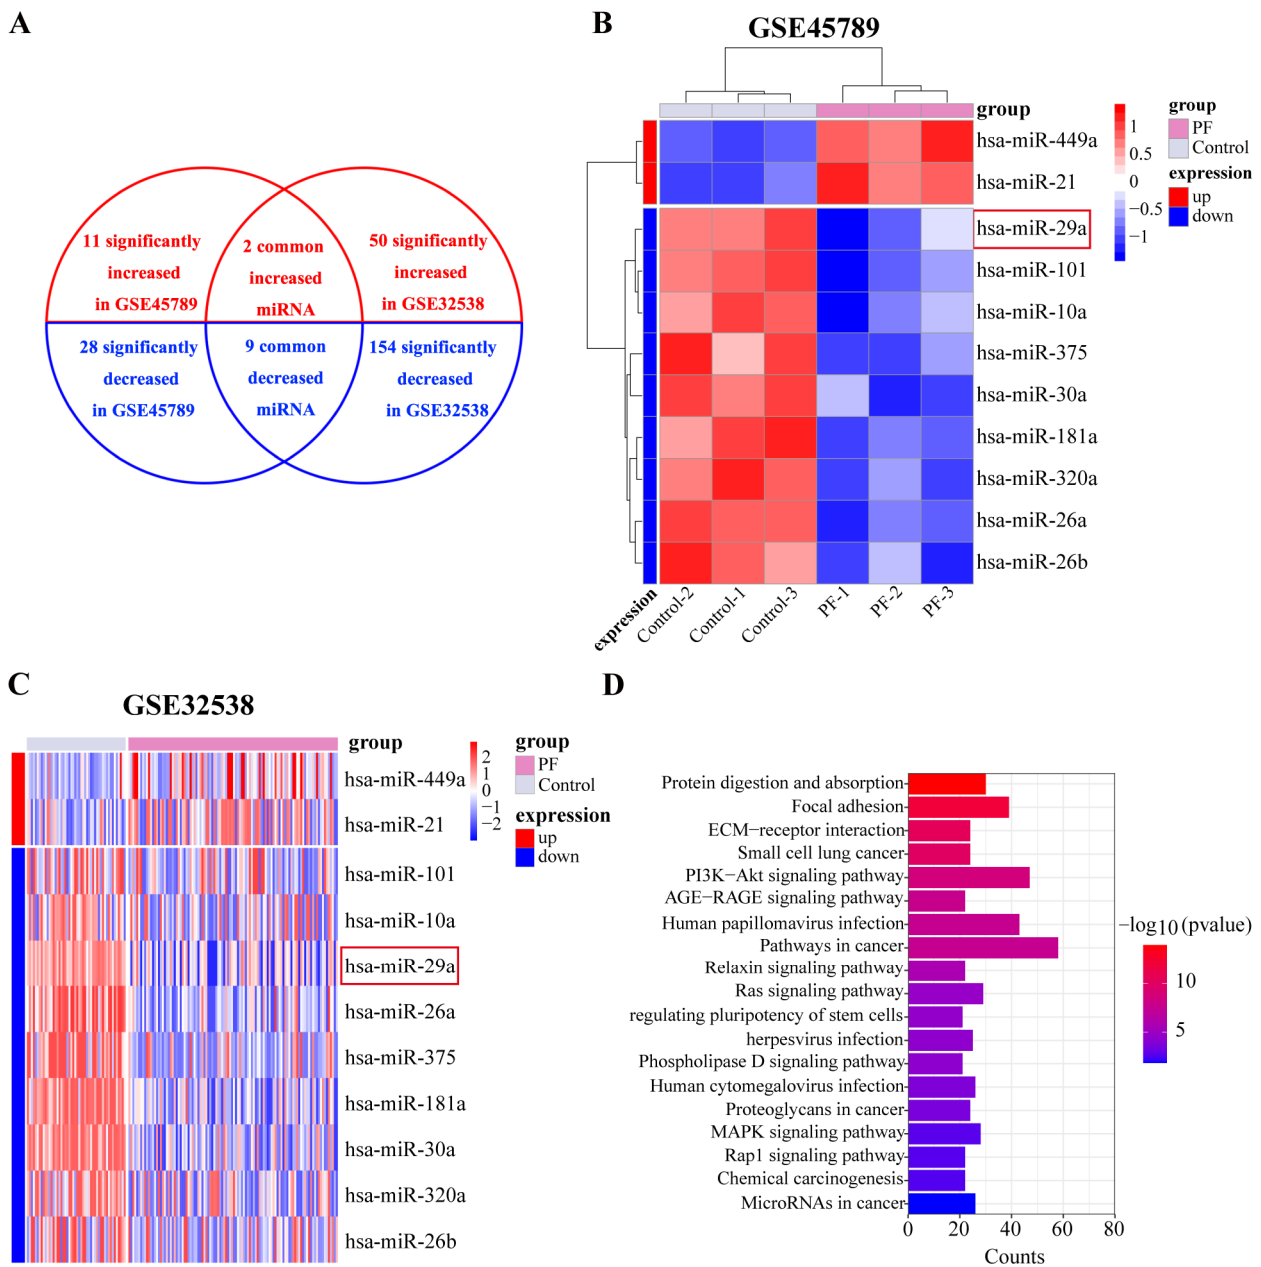 A
11 significantly
increased
in GSE45789
2 common
increased
miRNA
50 significantly
increased
in GSE32538
28 significantly
decreased
in GSE45789
9 common
decreased
miRNA
154 significantly
decreased
in GSE32538
B
GSE45789
group
hsa-miR-449a
hsa-miR-21
hsa-miR-29a
hsa-miR-101
hsa-miR-10a
hsa-miR-375
hsa-miR-30a
hsa-miR-181a
hsa-miR-320a
hsa-miR-26a
hsa-miR-26b
expression
Control-2
Control-1
Control-3
PF-1
PF-2
PF-3
1
0.5
0
−0.5
−1
group
PF
Control
expression
up
down
C
GSE32538
group
hsa-miR-449a
hsa-miR-21
hsa-miR-101
hsa-miR-10a
hsa-miR-29a
hsa-miR-26a
hsa-miR-375
hsa-miR-181a
hsa-miR-30a
hsa-miR-320a
hsa-miR-26b
2
1
0
−1
−2
group
PF
Control
expression
up
down
D
Protein digestion and absorption
Focal adhesion
ECM−receptor interaction
Small cell lung cancer
PI3K−Akt signaling pathway
AGE−RAGE signaling pathway
Human papillomavirus infection
Pathways in cancer
Relaxin signaling pathway
Ras signaling pathway
regulating pluripotency of stem cells
herpesvirus infection
Phospholipase D signaling pathway
Human cytomegalovirus infection
Proteoglycans in cancer
MAPK signaling pathway
Rap1 signaling pathway
Chemical carcinogenesis
MicroRNAs in cancer
0 20 40 60 80
Counts
−log10 (pvalue)
10
5